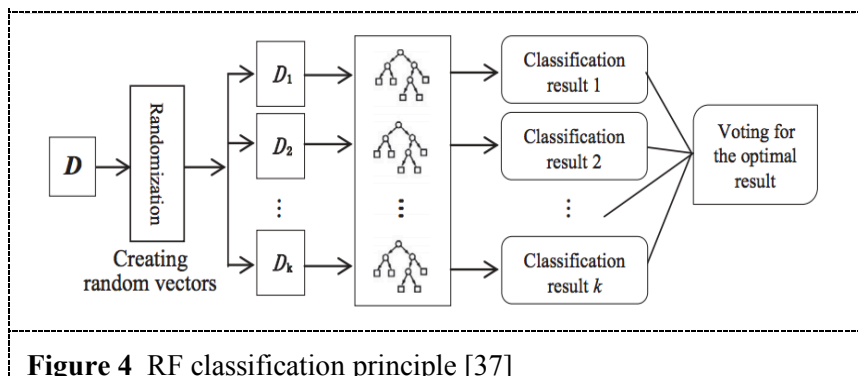 D
Randomization
Creating
random vectors
D₁
D₂
⋮
Dₖ
⋮
Classification
result 1
Classification
result 2
⋮
Classification
result k
Voting for
the optimal
result
Figure 4 RF classification principle [37]